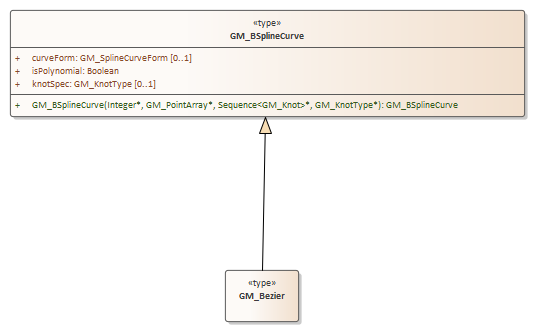 «type»
GM_BSplineCurve
+ curveForm: GM_SplineCurveForm [0..1]
+ isPolynomial: Boolean
+ knotSpec: GM_KnotType [0..1]
+ GM_BSplineCurve(Integer*, GM_PointArray*, Sequence<GM_Knot>*, GM_KnotType*): GM_BSplineCurve
«type»
GM_Bezier